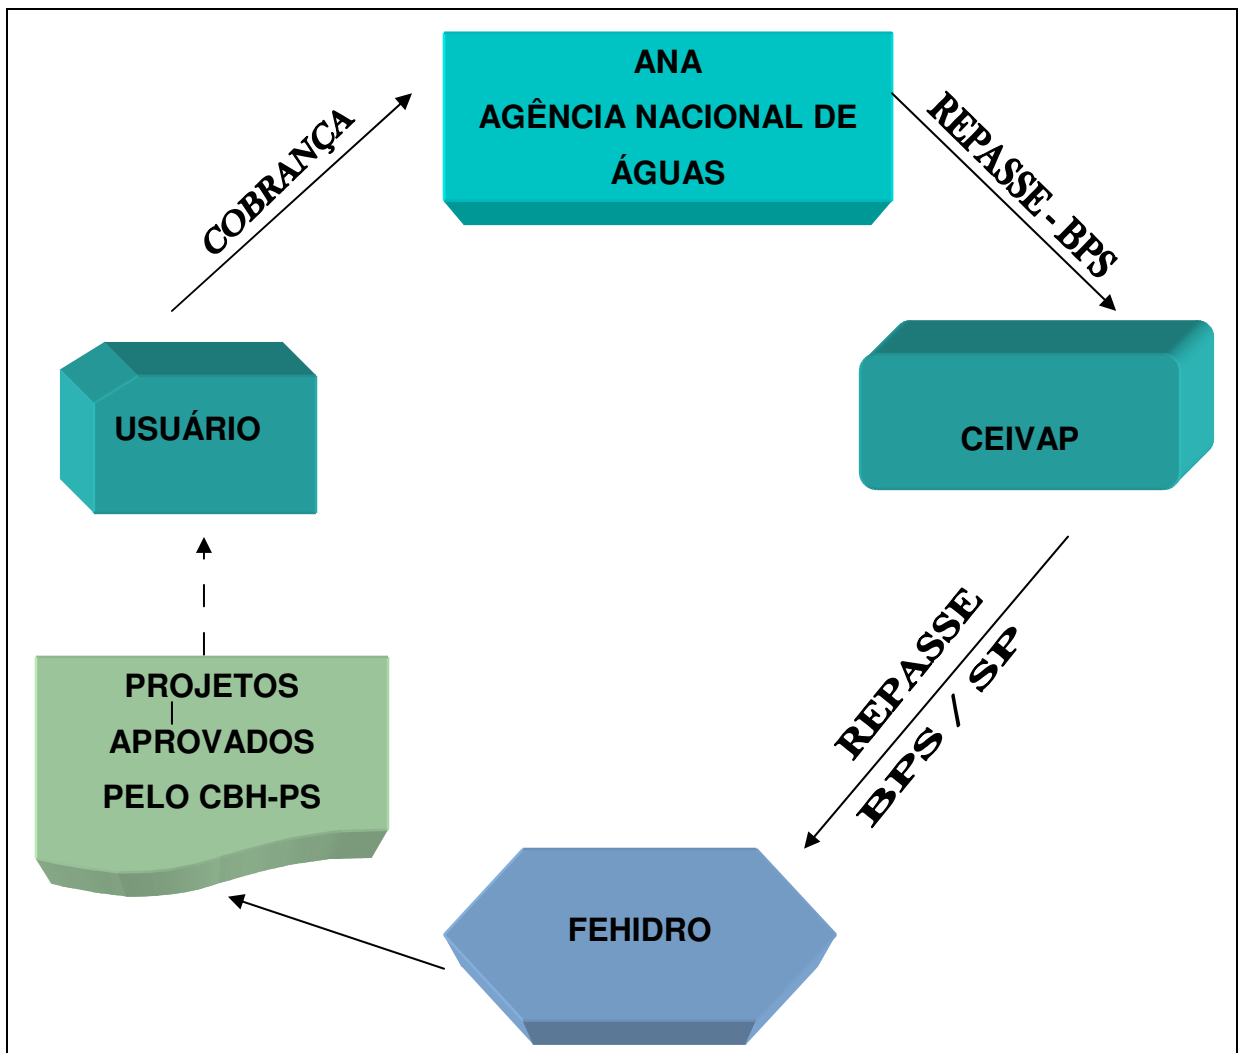 ANA
AGÊNCIA NACIONAL DE
ÁGUAS
COBRANÇA
REPASSE - BPS
USUÁRIO
CEIVAP
REPASSE
BPS / SP
PROJETOS
APROVADOS
PELO CBH-PS
FEHIDRO